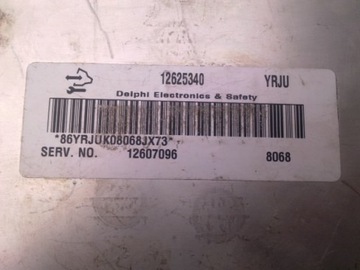 12625340 YRJU
Delphi Electronics & Safety
*86YRJUK08068JX73*
SERV. NO. 12607096 8068